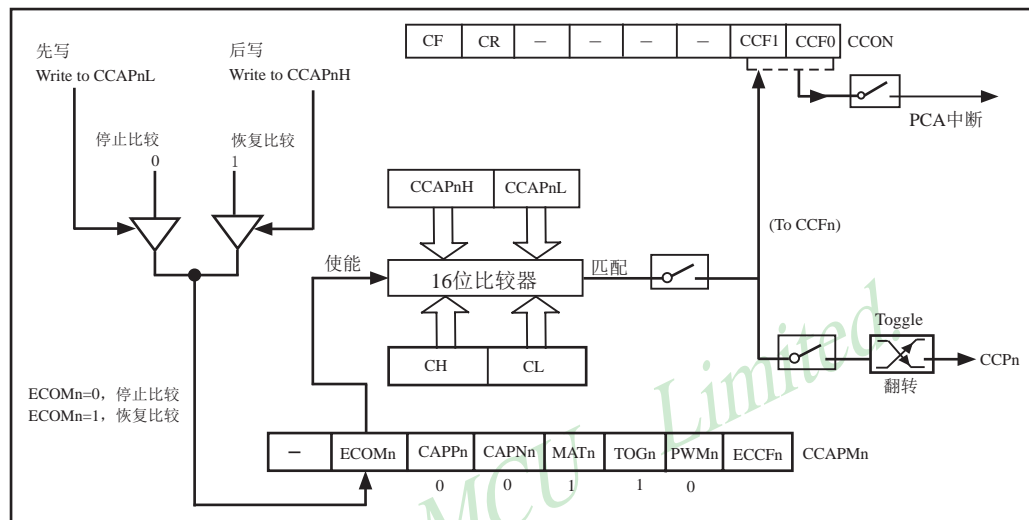 CF CR — — — — CCF1 CCF0 CCON
先写
Write to CCAPnL
后写
Write to CCAPnH
PCA中断
停止比较
0
恢复比较
1
CCAPnH CCAPnL
(To CCFn)
使能
16位比较器
匹配
Toggle
CH CL
CCPn
翻转
ECOMn=0，停止比较
ECOMn=1，恢复比较
— ECOMn CAPPn CAPNn MATn TOGn PWMn ECCFn CCAPMn
0 0 1 1 0
MCU Limited.